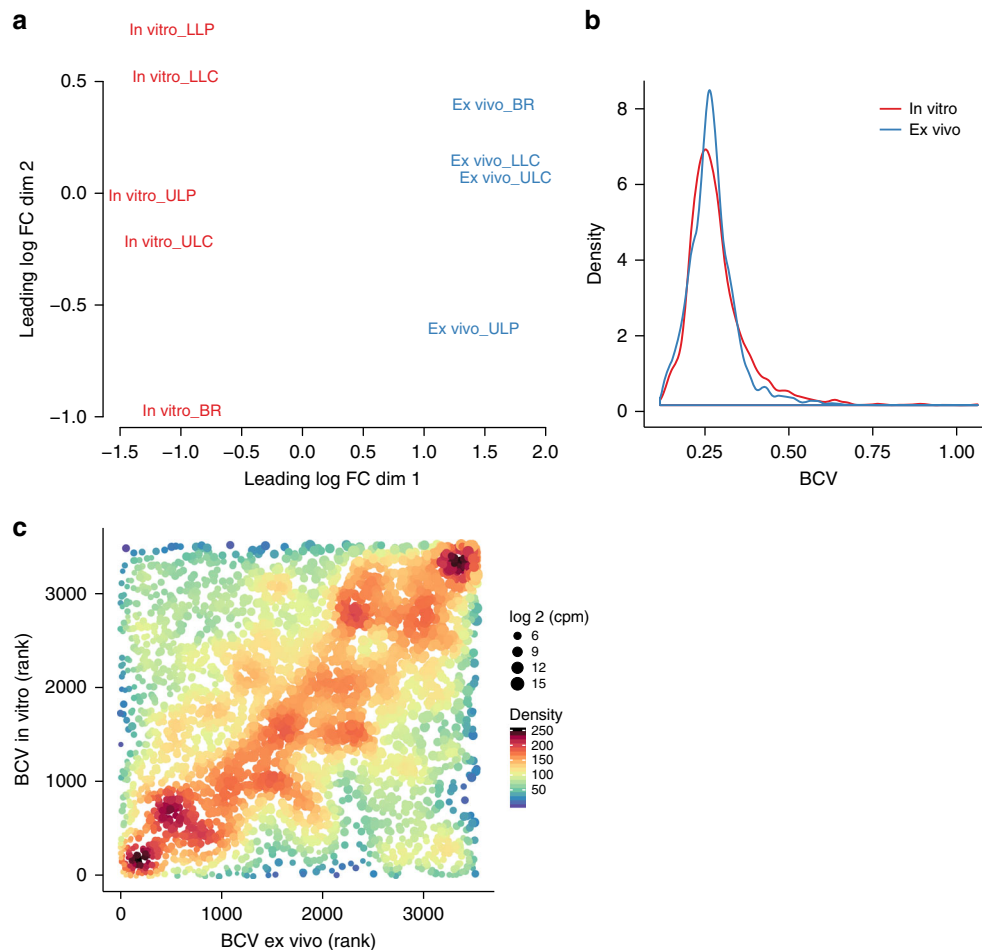 a
In vitro_LLP
In vitro_LLC
Ex vivo_BR
Ex vivo_LLC
Ex vivo_ULC
In vitro_ULP
In vitro_ULC
Ex vivo_ULP
In vitro_BR
0.5
0.0
−0.5
−1.0
Leading log FC dim 2
−1.5 −1.0 −0.5 0.0 0.5 1.0 1.5 2.0
Leading log FC dim 1
b
In vitro
Ex vivo
8
6
4
2
0
Density
0.25 0.50 0.75 1.00
BCV
c
3000
2000
1000
0
BCV in vitro (rank)
0 1000 2000 3000
BCV ex vivo (rank)
log 2 (cpm)
6
9
12
15
Density
250
200
150
100
50